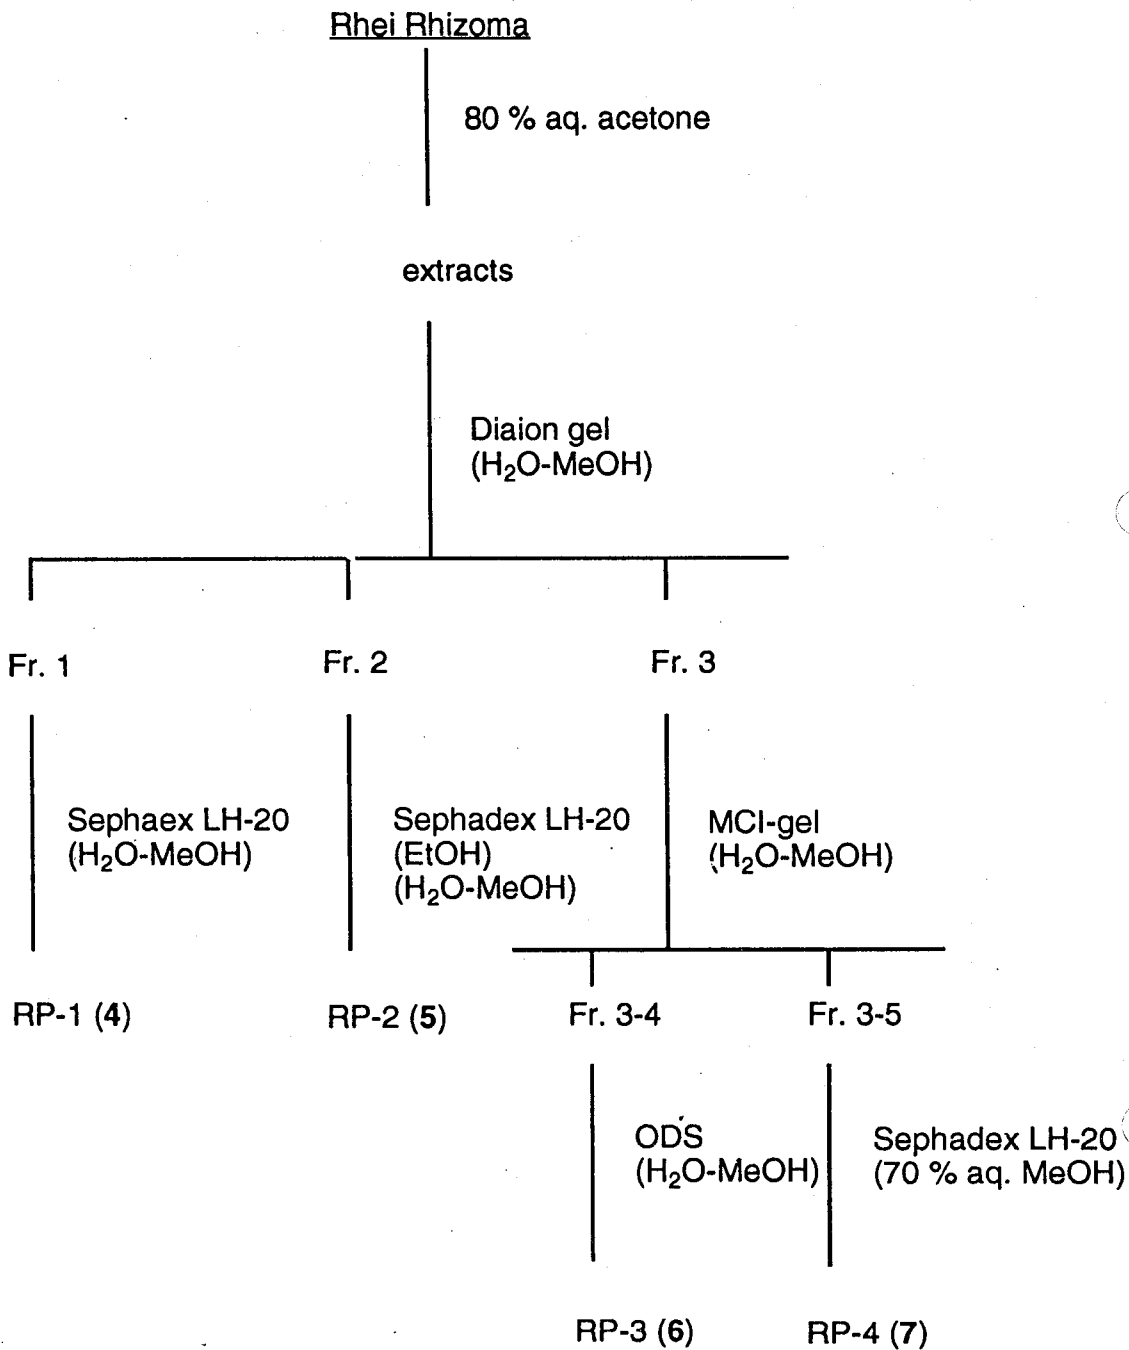 Rhei Rhizoma
80 % aq. acetone
extracts
Diaion gel
(H₂O-MeOH)
Fr. 1
Fr. 2
Fr. 3
Sephaex LH-20
(H₂O-MeOH)
Sephadex LH-20
(EtOH)
(H₂O-MeOH)
MCI-gel
(H₂O-MeOH)
RP-1 (4)
RP-2 (5)
Fr. 3-4
Fr. 3-5
ODS
(H₂O-MeOH)
Sephadex LH-20
(70 % aq. MeOH)
RP-3 (6)
RP-4 (7)